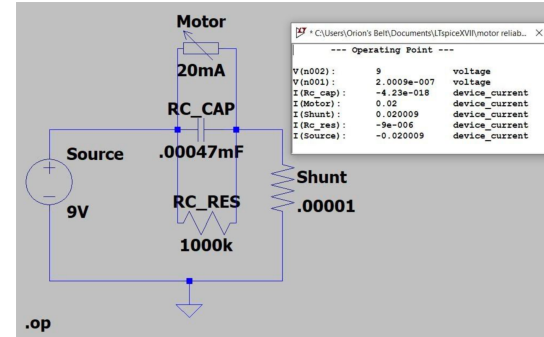 Motor
20mA
RC_CAP
.00047mF
Source
9V
RC_RES
1000k
Shunt
.00001
.op
* C:\Users\Orion's Belt\Documents\LTspiceXVII\motor reliab...
--- Operating Point ---
V(n002): 9 voltage
V(n001): 2.0009e-007 voltage
I(Rc_cap): -4.23e-018 device_current
I(Motor): 0.02 device_current
I(Shunt): 0.020009 device_current
I(Rc_res): -9e-006 device_current
I(Source): -0.020009 device_current